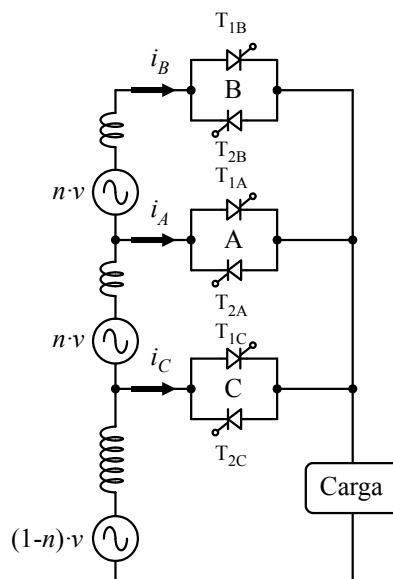 T1B
iB
B
T2B
n·v
T1A
iA
A
T2A
n·v
T1C
iC
C
T2C
Carga
(1-n)·v